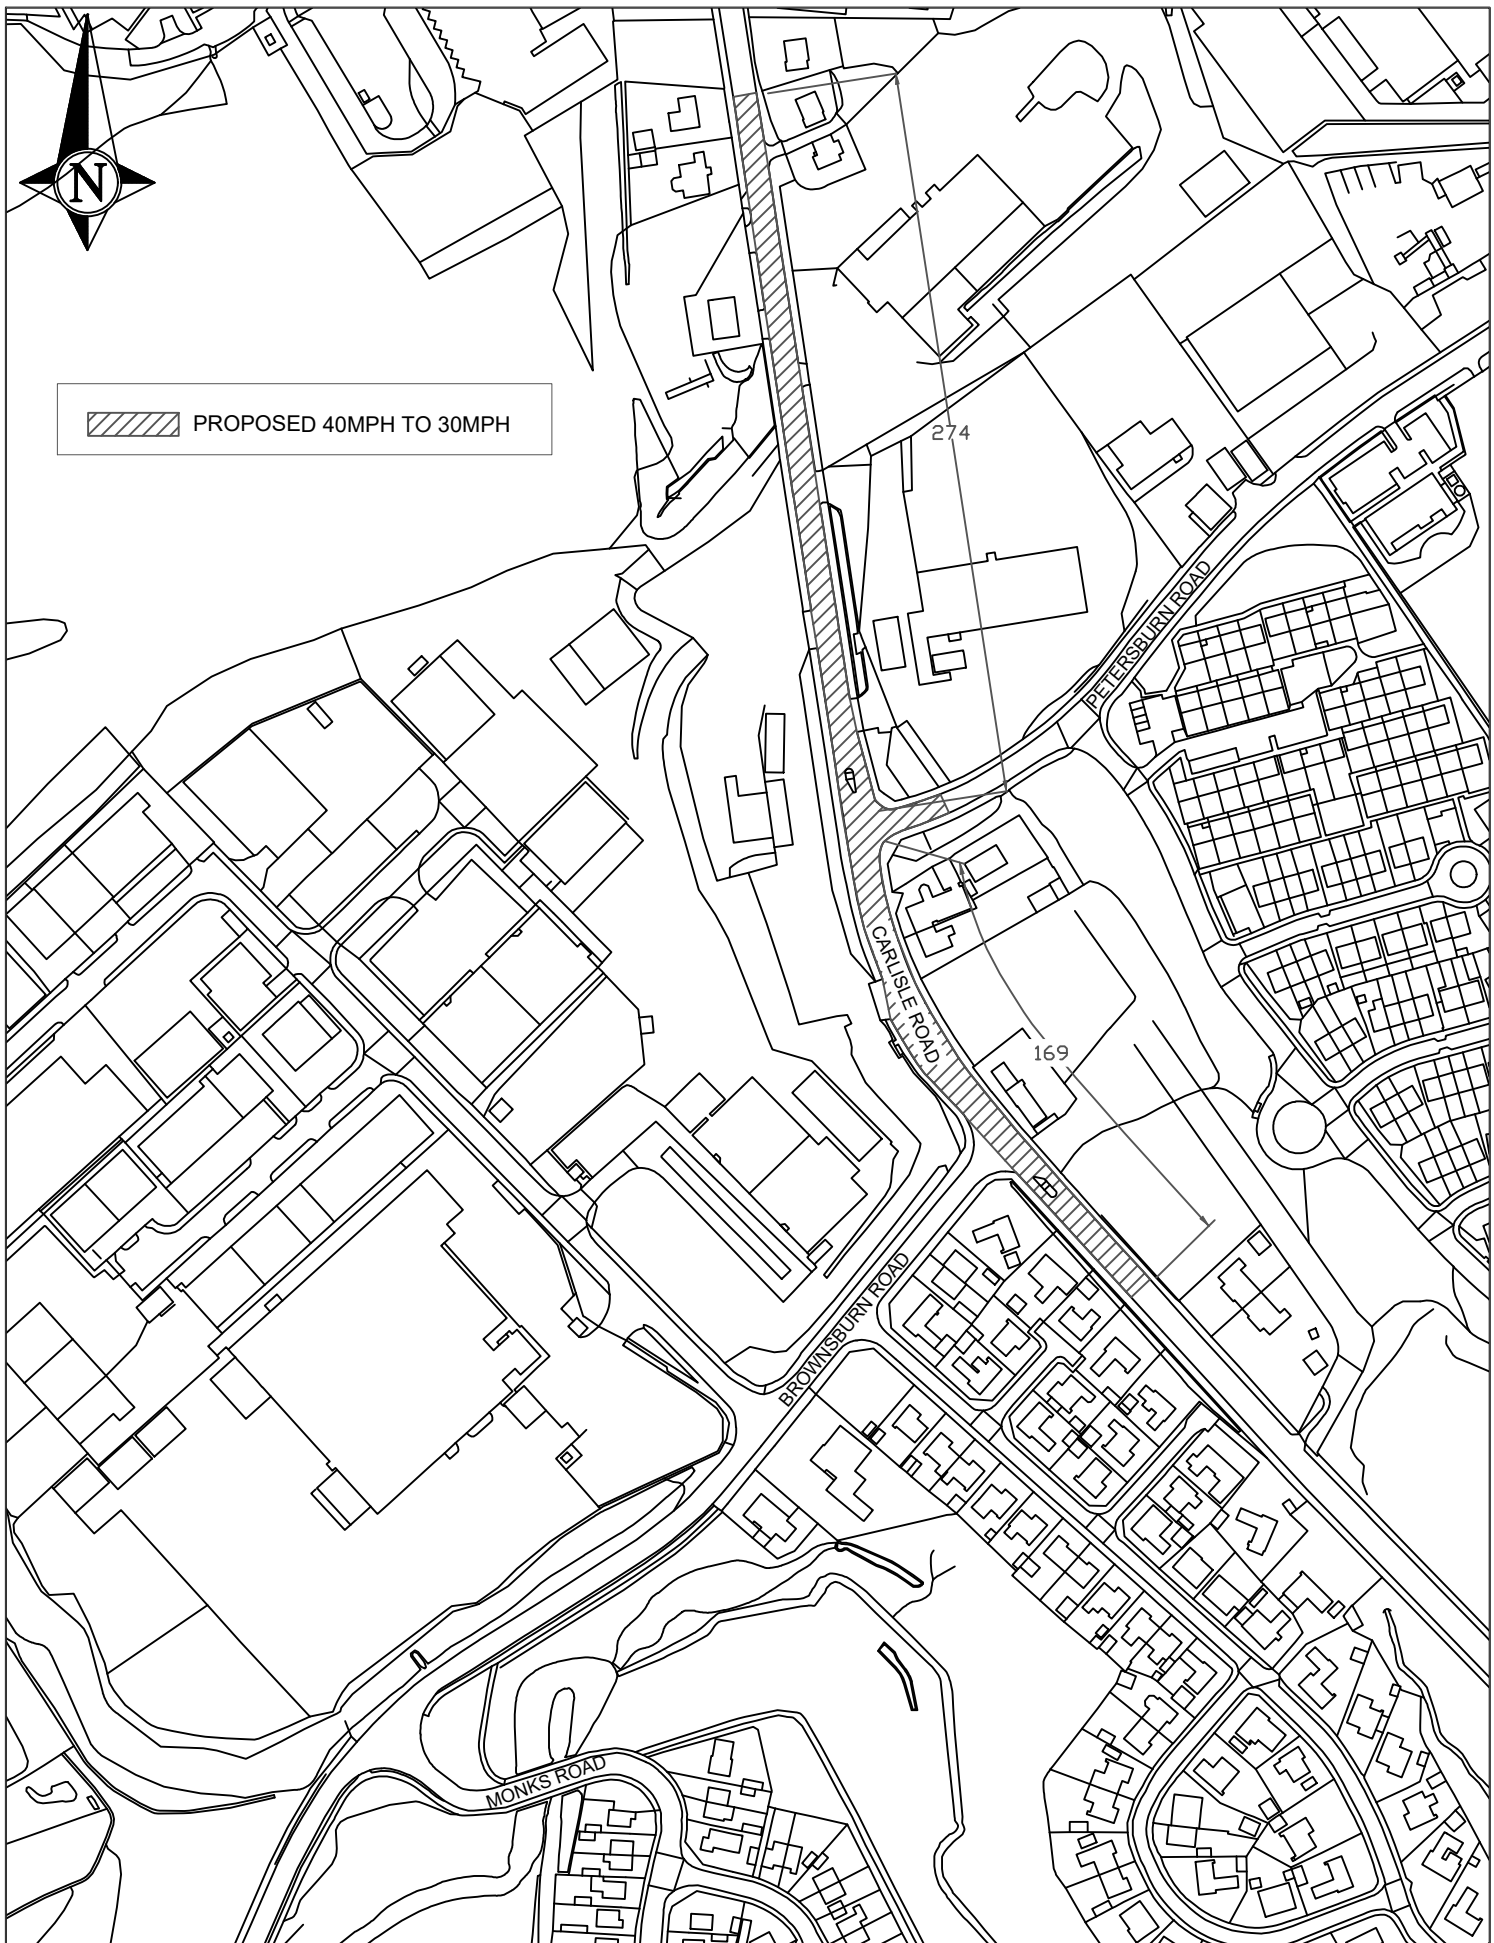 N
PROPOSED 40MPH TO 30MPH
274
PETERSBURN ROAD
CARLISLE ROAD
169
BROWNSBURN ROAD
MONKS ROAD